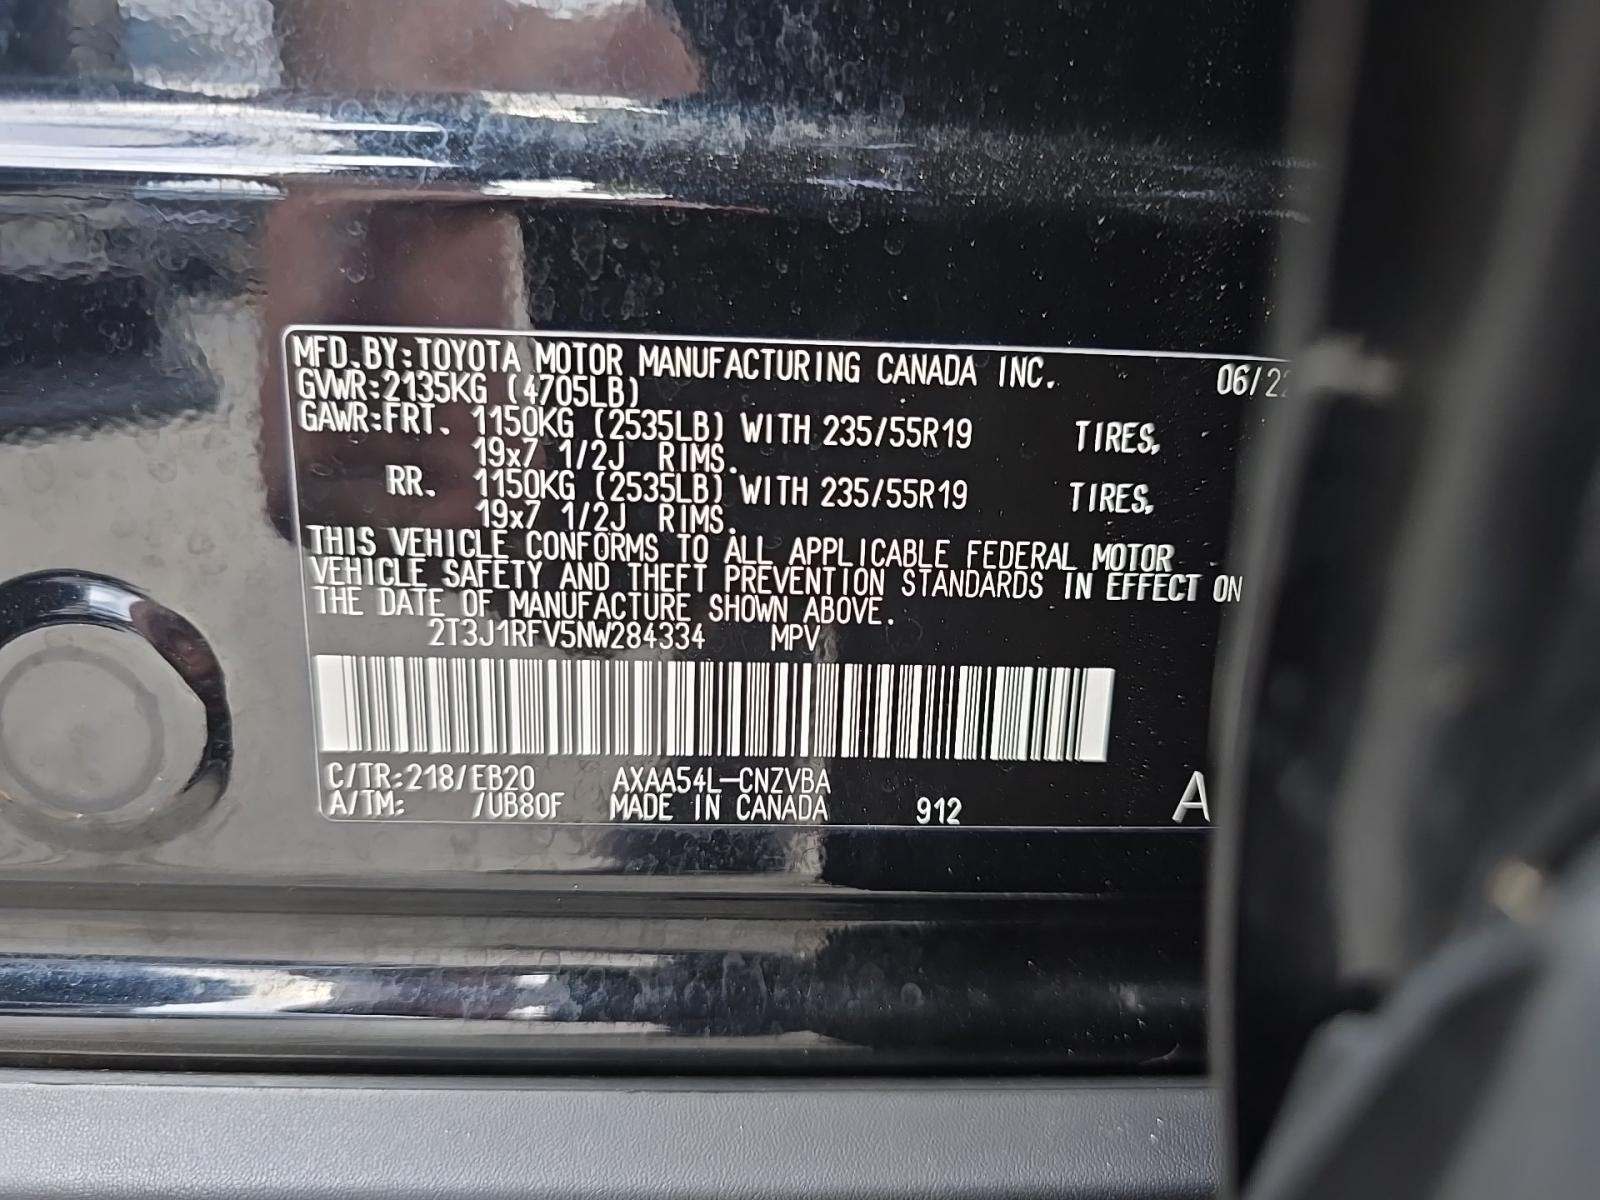 MFD.BY:TOYOTA MOTOR MANUFACTURING CANADA INC. 06/22
GVWR:2135KG (4705LB)
GAWR:FRT. 1150KG (2535LB) WITH 235/55R19 TIRES,
19x7 1/2J RIMS.
RR. 1150KG (2535LB) WITH 235/55R19 TIRES,
19x7 1/2J RIMS.
THIS VEHICLE CONFORMS TO ALL APPLICABLE FEDERAL MOTOR
VEHICLE SAFETY AND THEFT PREVENTION STANDARDS IN EFFECT ON
THE DATE OF MANUFACTURE SHOWN ABOVE.
2T3J1RFV5NW284334 MPV
C/TR:218/EB20 AXAA54L-CNZVBA
A/TM: /UB80F MADE IN CANADA 912 A